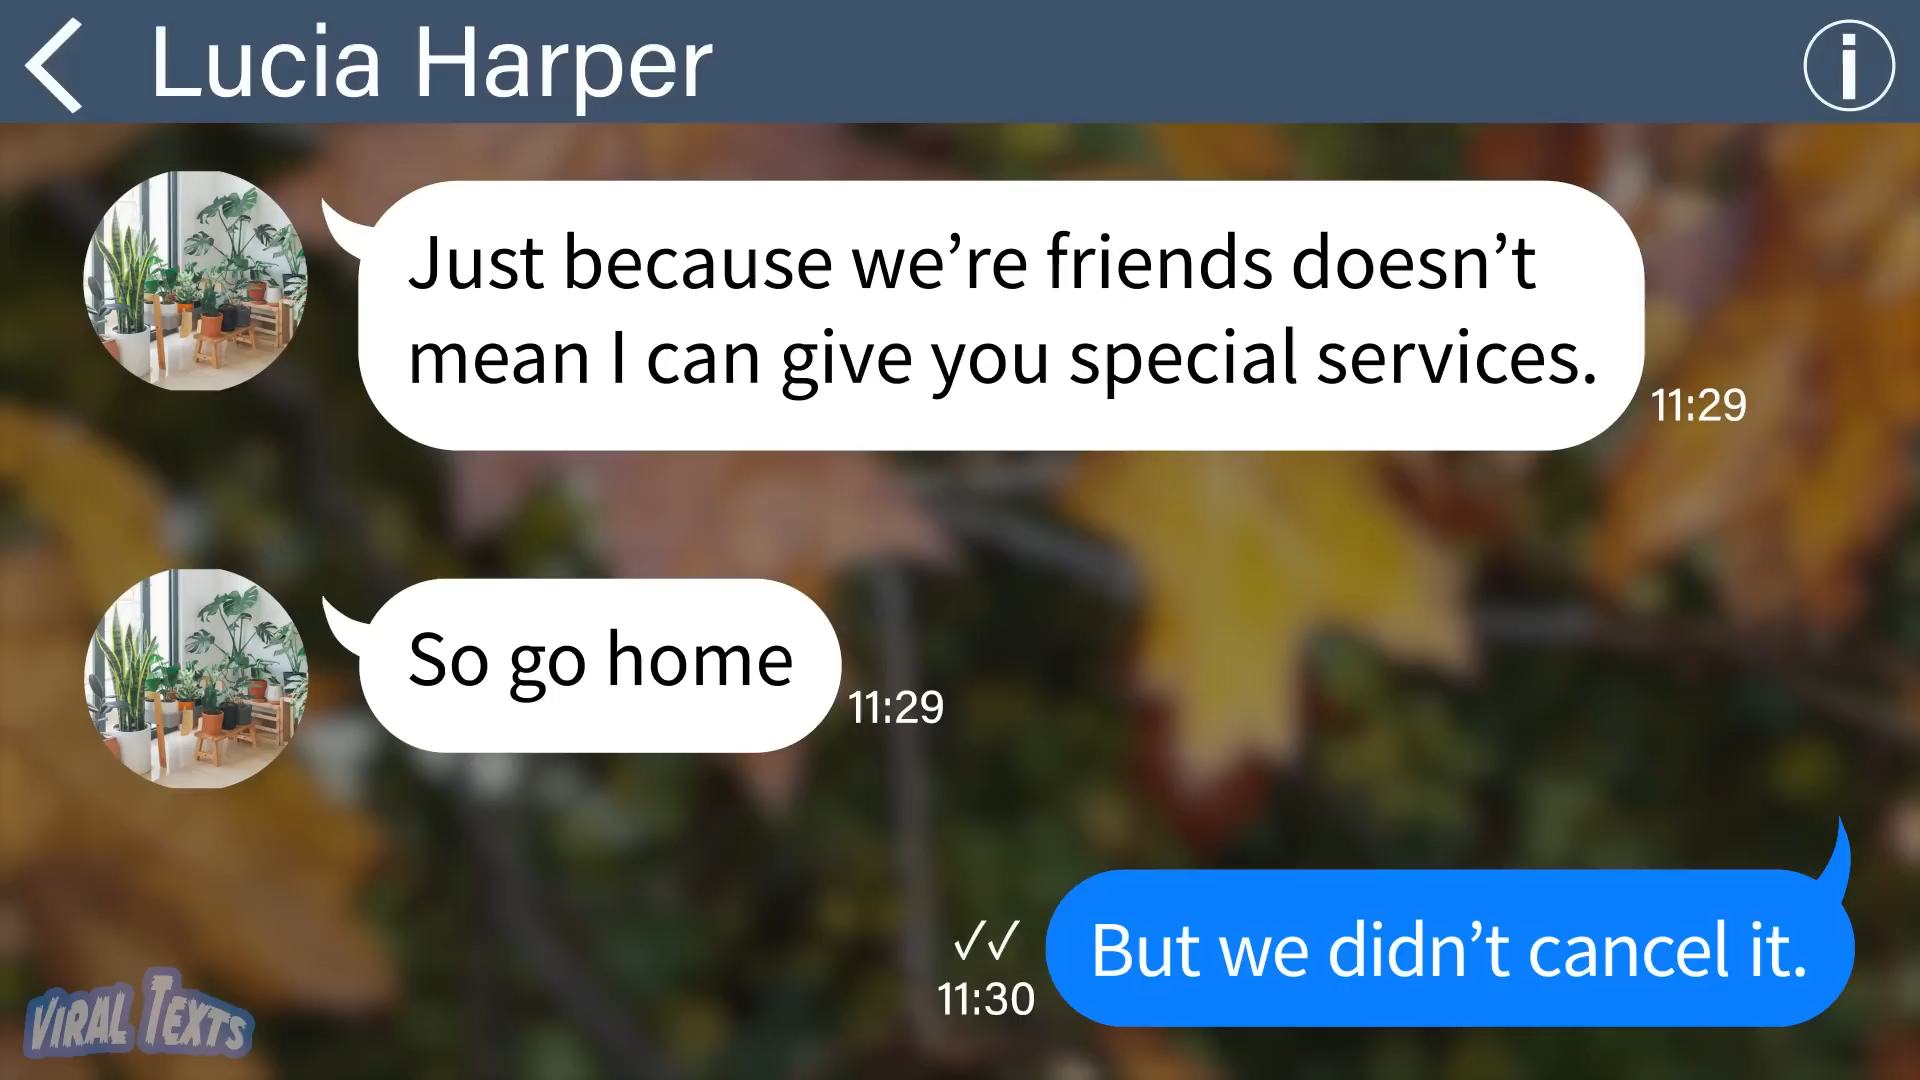 Lucia Harper
Just because we’re friends doesn’t
mean I can give you special services.
11:29
So go home
11:29
But we didn’t cancel it.
11:30
VIRAL TEXTS